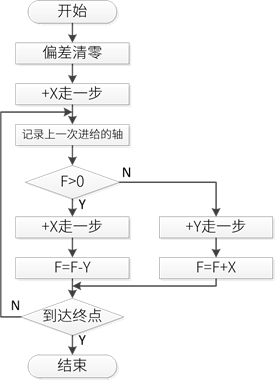 开始
偏差清零
+X走一步
记录上一次进给的轴
F>0
N
Y
+X走一步
+Y走一步
F=F-Y
F=F+X
N
到达终点
Y
结束